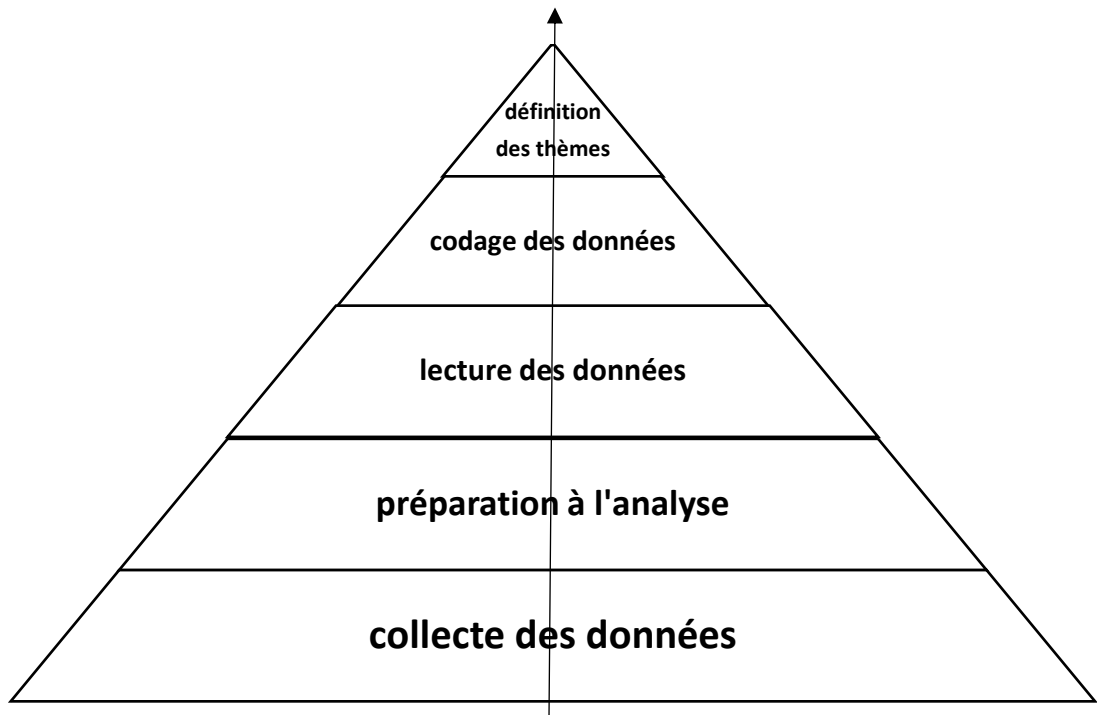 définition
des thèmes
codage des données
lecture des données
préparation à l'analyse
collecte des données